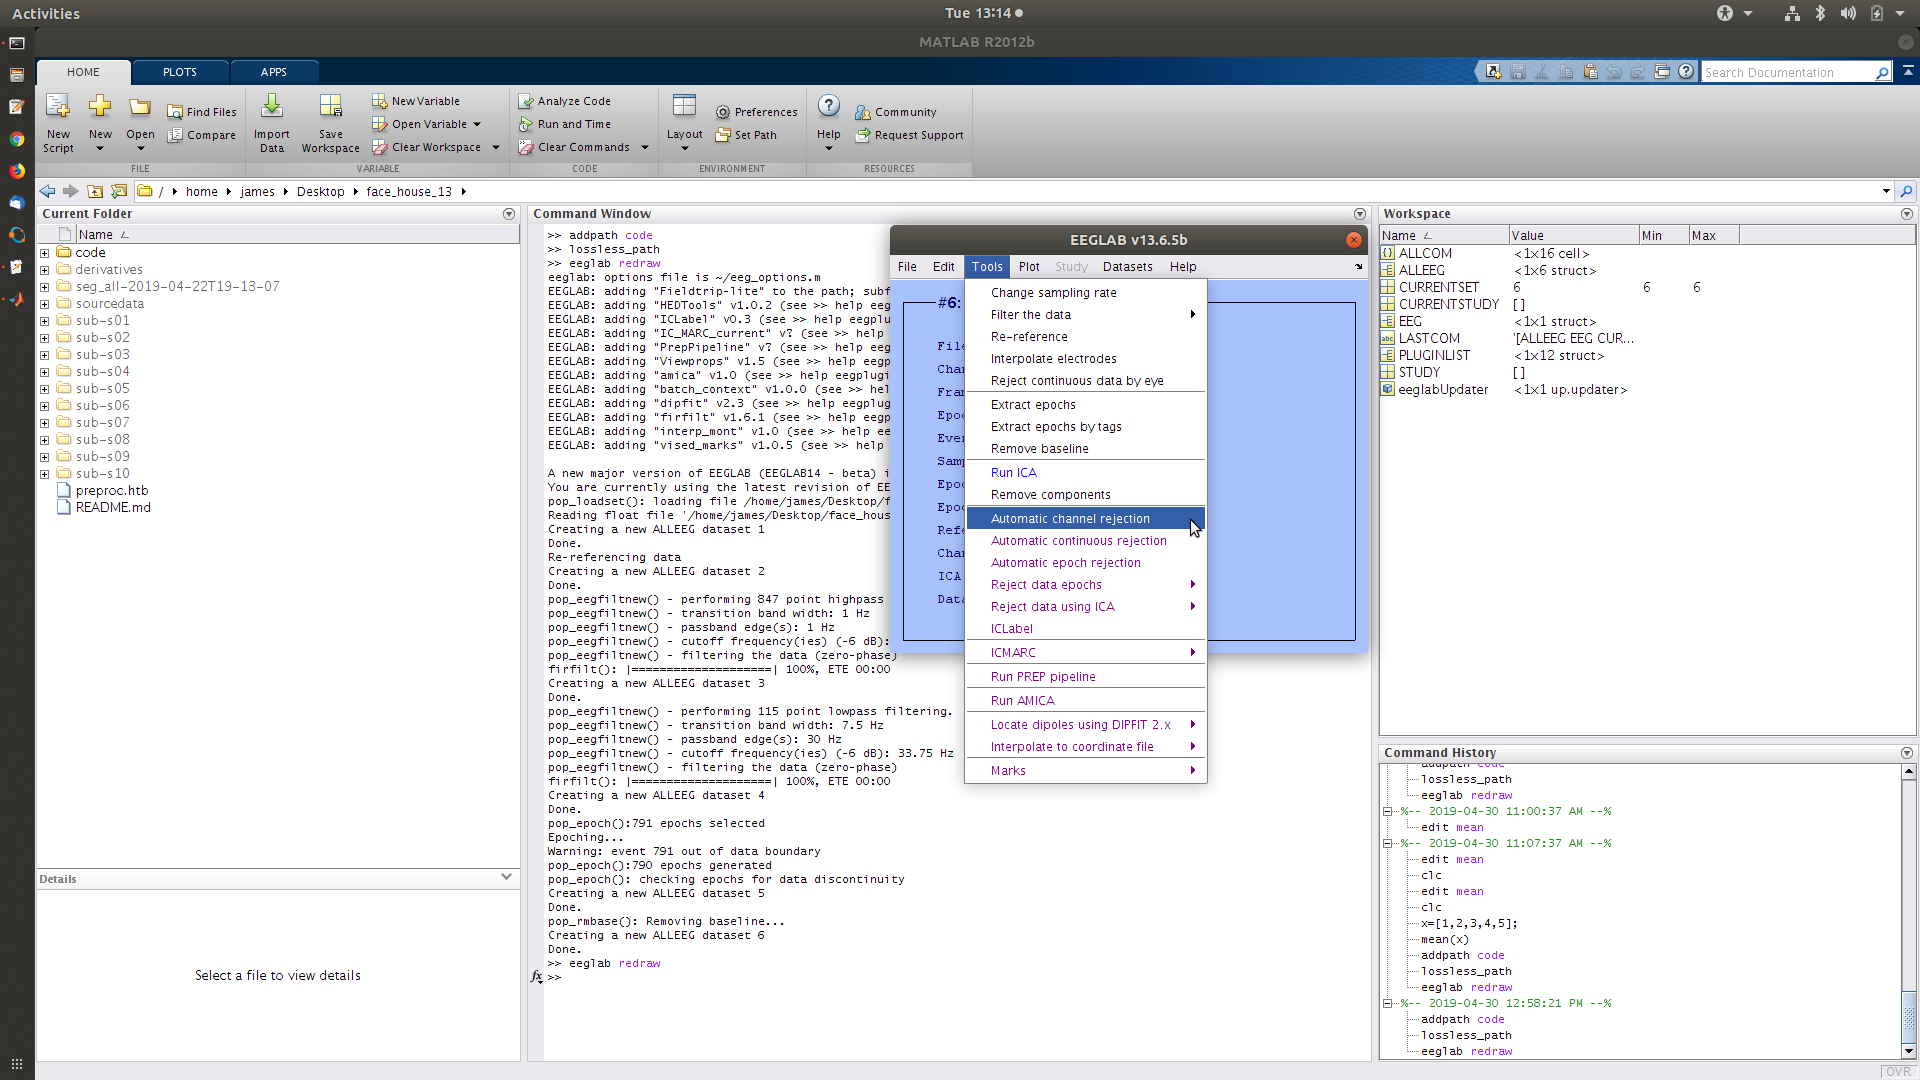 Activities
Tue 13:14
MATLAB R2012b
HOME
PLOTS
APPS
Search Documentation
New Script
New
Open
Find Files
Compare
FILE
Import Data
Save Workspace
New Variable
Open Variable
Clear Workspace
VARIABLE
Analyze Code
Run and Time
Clear Commands
CODE
Layout
Preferences
Set Path
ENVIRONMENT
Help
Community
Request Support
RESOURCES
/ home james Desktop face_house_13
Current Folder
Name
code
derivatives
seg_all-2019-04-22T19-13-07
sourcedata
sub-s01
sub-s02
sub-s03
sub-s04
sub-s05
sub-s06
sub-s07
sub-s08
sub-s09
sub-s10
preproc.htb
README.md
Details
Select a file to view details
Command Window
>> addpath code
>> lossless_path
>> eeglab redraw
eeglab: options file is ~/eeg_options.m
EEGLAB: adding "Fieldtrip-lite" to the path; subf
EEGLAB: adding "HEDTools" v1.0.2 (see >> help eeg
EEGLAB: adding "ICLabel" v0.3 (see >> help eegplu
EEGLAB: adding "IC_MARC_current" v? (see >> help
EEGLAB: adding "PrepPipeline" v? (see >> help eeg
EEGLAB: adding "Viewprops" v1.5 (see >> help eegp
EEGLAB: adding "amica" v1.0 (see >> help eegplugi
EEGLAB: adding "batch_context" v1.0.0 (see >> hel
EEGLAB: adding "dipfit" v2.3 (see >> help eegplug
EEGLAB: adding "firfilt" v1.6.1 (see >> help eegp
EEGLAB: adding "interp_mont" v1.0 (see >> help ee
EEGLAB: adding "vised_marks" v1.0.5 (see >> help
A new major version of EEGLAB (EEGLAB14 - beta) i
You are currently using the latest revision of EE
pop_loadset(): loading file /home/james/Desktop/f
Reading float file '/home/james/Desktop/face_hous
Creating a new ALLEEG dataset 1
Done.
Re-referencing data
Creating a new ALLEEG dataset 2
Done.
pop_eegfiltnew() - performing 847 point highpass
pop_eegfiltnew() - transition band width: 1 Hz
pop_eegfiltnew() - passband edge(s): 1 Hz
pop_eegfiltnew() - cutoff frequency(ies) (-6 dB):
pop_eegfiltnew() - filtering the data (zero-phase)
firfilt(): |====================| 100%, ETE 00:00
Creating a new ALLEEG dataset 3
Done.
pop_eegfiltnew() - performing 115 point lowpass filtering.
pop_eegfiltnew() - transition band width: 7.5 Hz
pop_eegfiltnew() - passband edge(s): 30 Hz
pop_eegfiltnew() - cutoff frequency(ies) (-6 dB): 33.75 Hz
pop_eegfiltnew() - filtering the data (zero-phase)
firfilt(): |====================| 100%, ETE 00:00
Creating a new ALLEEG dataset 4
Done.
pop_epoch():791 epochs selected
Epoching...
Warning: event 791 out of data boundary
pop_epoch():790 epochs generated
pop_epoch(): checking epochs for data discontinuity
Creating a new ALLEEG dataset 5
Done.
pop_rmbase(): Removing baseline...
Creating a new ALLEEG dataset 6
Done.
>> eeglab redraw
fx >>
EEGLAB v13.6.5b
File Edit Tools Plot Study Datasets Help
#6:
File
Chan
Fram
Epoc
Even
Samp
Epoc
Epoc
Refe
Chan
ICA
Data
Change sampling rate
Filter the data
Re-reference
Interpolate electrodes
Reject continuous data by eye
Extract epochs
Extract epochs by tags
Remove baseline
Run ICA
Remove components
Automatic channel rejection
Automatic continuous rejection
Automatic epoch rejection
Reject data epochs
Reject data using ICA
ICLabel
ICMARC
Run PREP pipeline
Run AMICA
Locate dipoles using DIPFIT 2.x
Interpolate to coordinate file
Marks
Workspace
Name Value Min Max
ALLCOM <1x16 cell>
ALLEEG <1x6 struct>
CURRENTSET 6 6 6
CURRENTSTUDY []
EEG <1x1 struct>
LASTCOM '[ALLEEG EEG CUR...
PLUGINLIST <1x12 struct>
STUDY []
eeglabUpdater <1x1 up.updater>
Command History
addpath code
lossless_path
eeglab redraw
%-- 2019-04-30 11:00:37 AM --%
edit mean
%-- 2019-04-30 11:07:37 AM --%
edit mean
clc
edit mean
clc
x=[1,2,3,4,5];
mean(x)
addpath code
lossless_path
eeglab redraw
%-- 2019-04-30 12:58:21 PM --%
addpath code
lossless_path
eeglab redraw
OVR